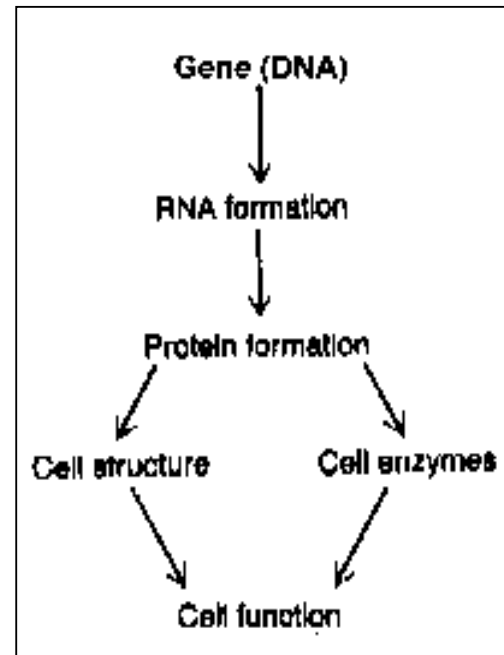 Gene (DNA)
RNA formation
Protein formation
Cell structure
Cell enzymes
Cell function